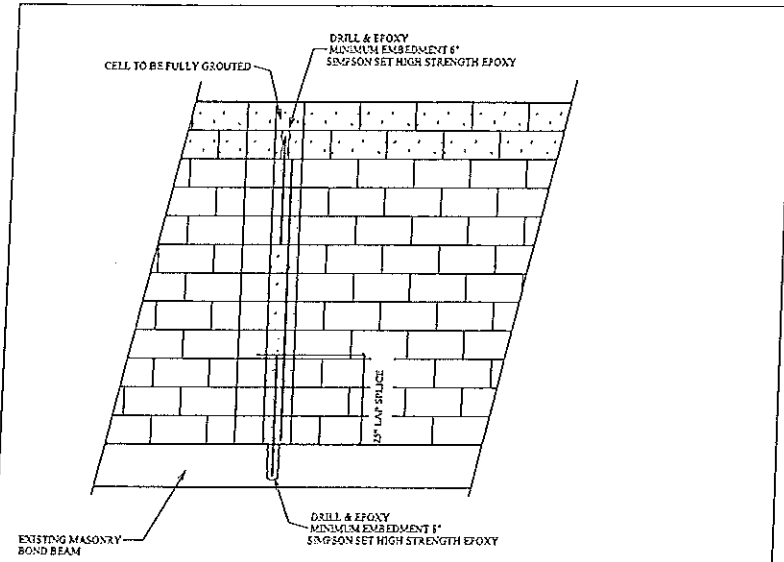 DRILL & EPOXY
MINIMUM EMBEDMENT 6"
SIMPSON SET HIGH STRENGTH EPOXY
CELL TO BE FULLY GROUTED
25" LAP SPLICE
DRILL & EPOXY
MINIMUM EMBEDMENT 6"
SIMPSON SET HIGH STRENGTH EPOXY
EXISTING MASONRY
BOND BEAM